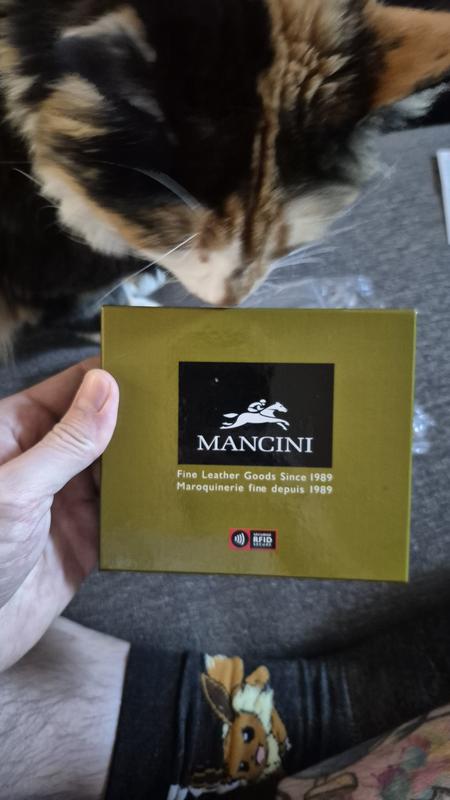 MANCINI
Fine Leather Goods Since 1989
Maroquinerie fine depuis 1989
RFID